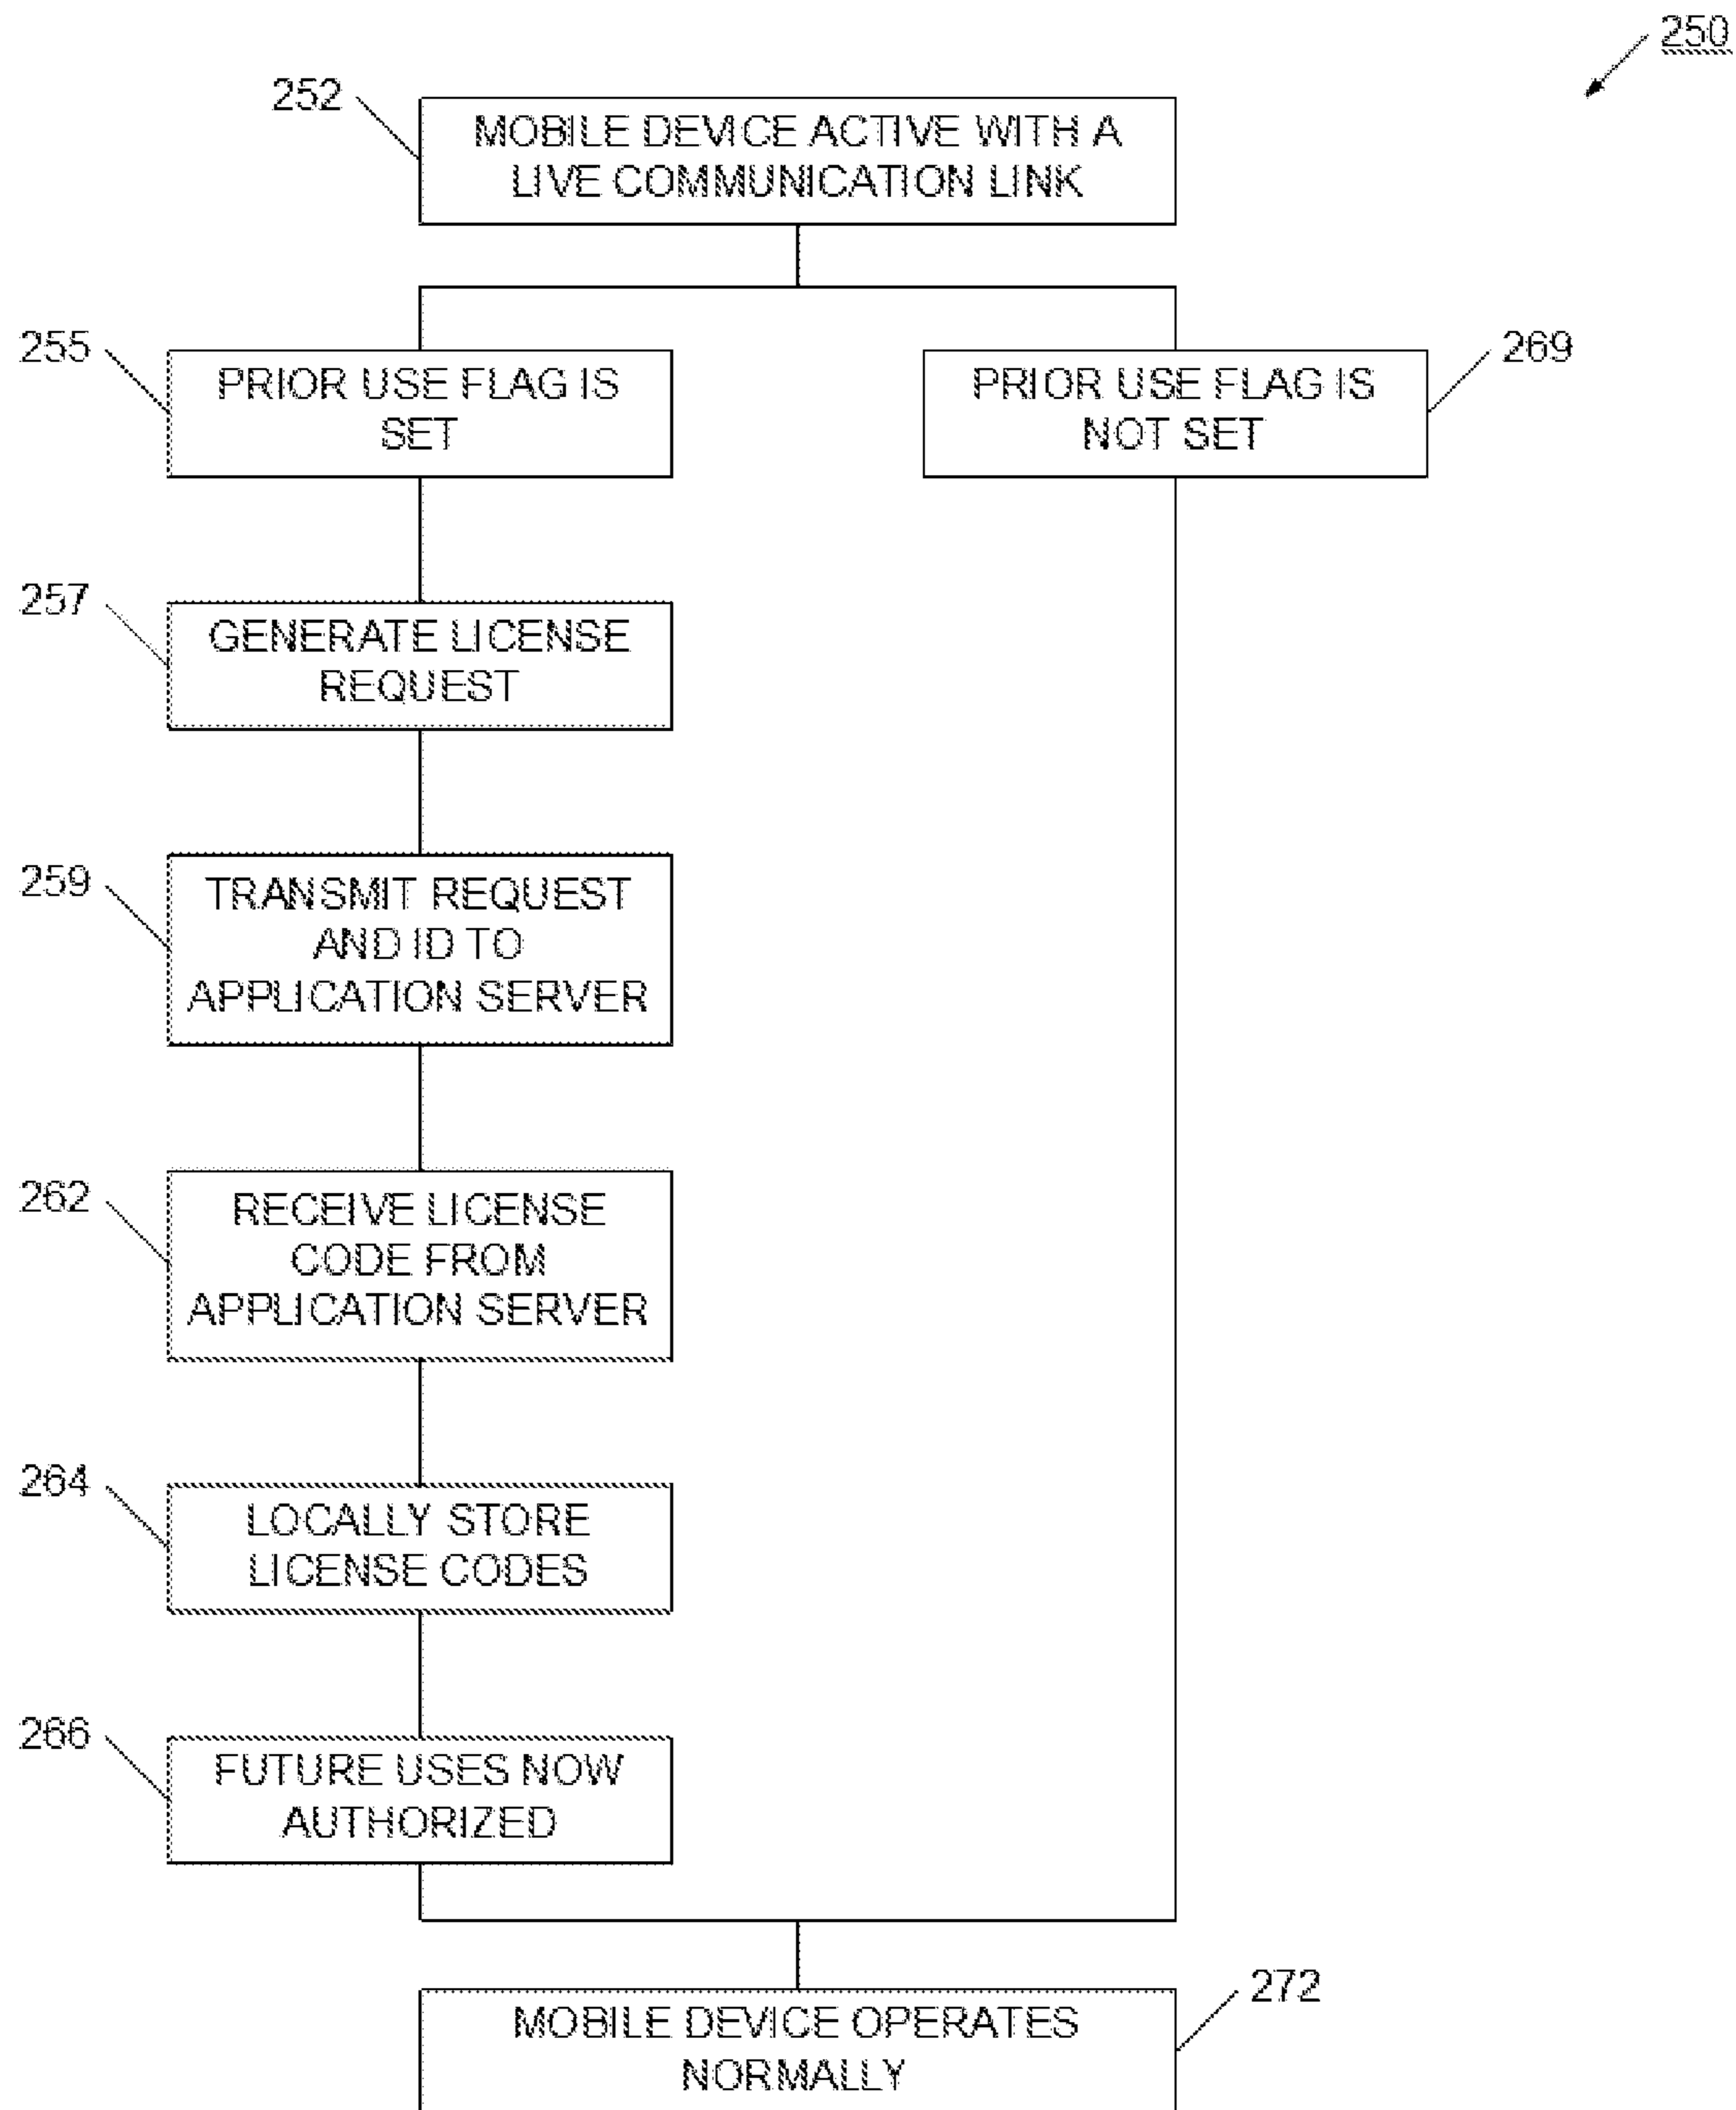 250
252
MOBILE DEVICE ACTIVE WITH A
LIVE COMMUNICATION LINK
255
PRIOR USE FLAG IS
SET
PRIOR USE FLAG IS
NOT SET
269
257
GENERATE LICENSE
REQUEST
259
TRANSMIT REQUEST
AND ID TO
APPLICATION SERVER
262
RECEIVE LICENSE
CODE FROM
APPLICATION SERVER
264
LOCALLY STORE
LICENSE CODES
266
FUTURE USES NOW
AUTHORIZED
272
MOBILE DEVICE OPERATES
NORMALLY